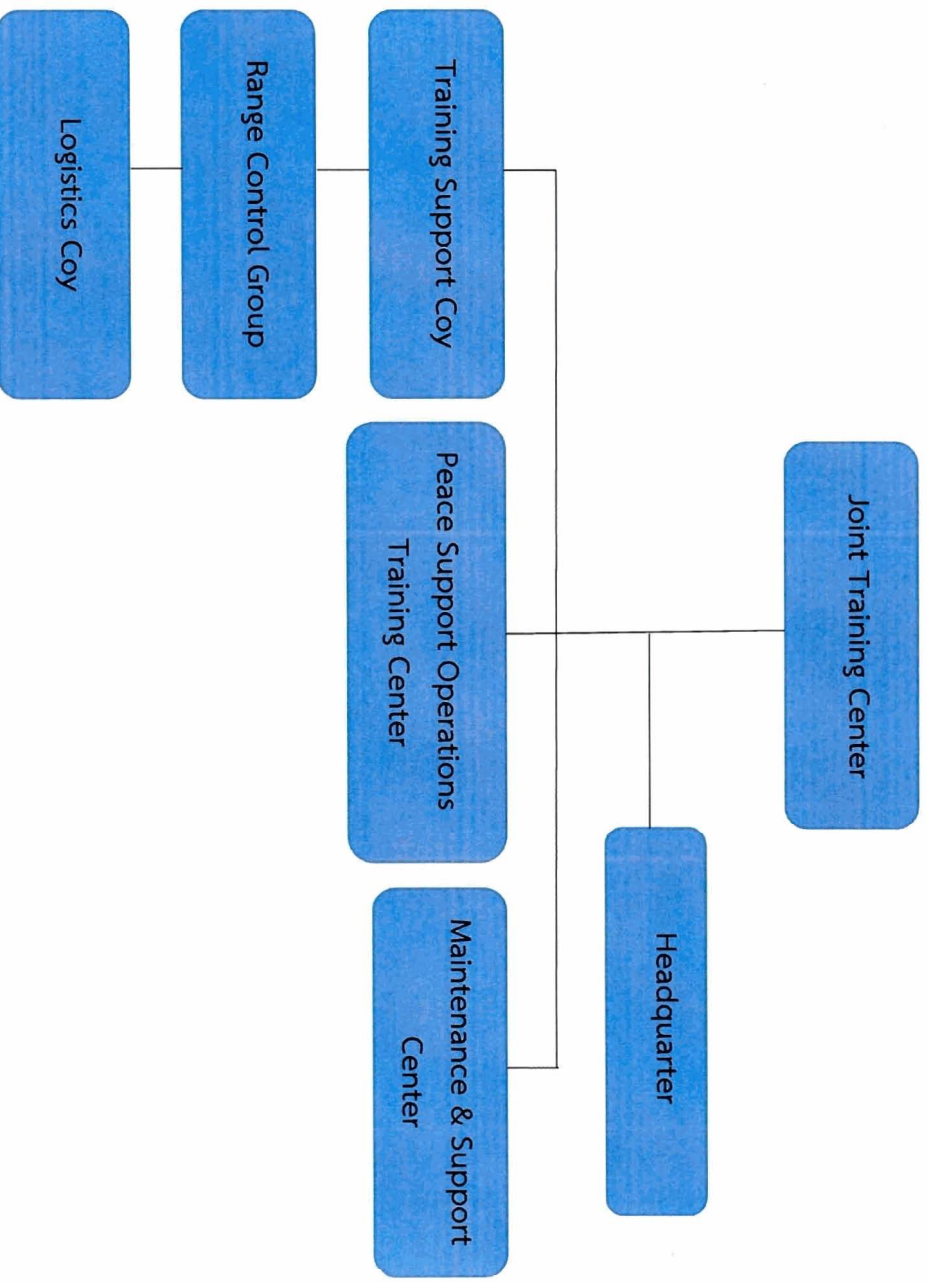 Joint Training Center
Headquarter
Training Support Coy
Peace Support Operations
Training Center
Maintenance & Support
Center
Range Control Group
Logistics Coy